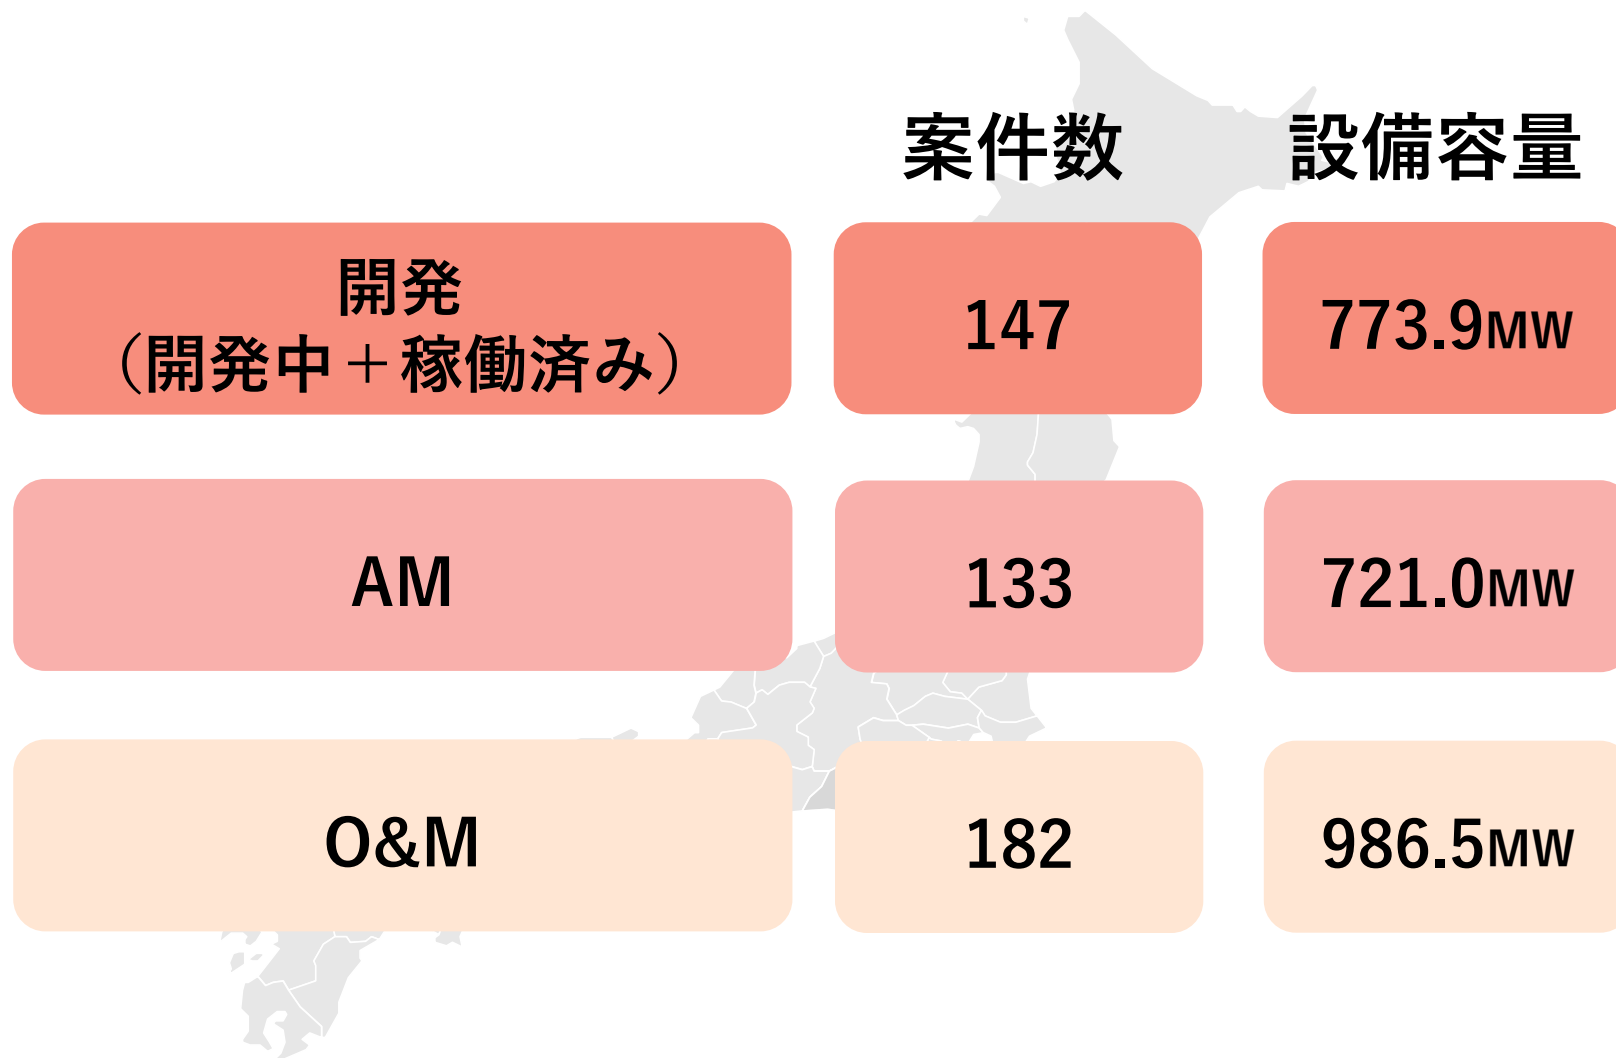 案件数 設備容量
開発
（開発中＋稼働済み）
147 773.9MW
AM 133 721.0MW
O&M 182 986.5MW